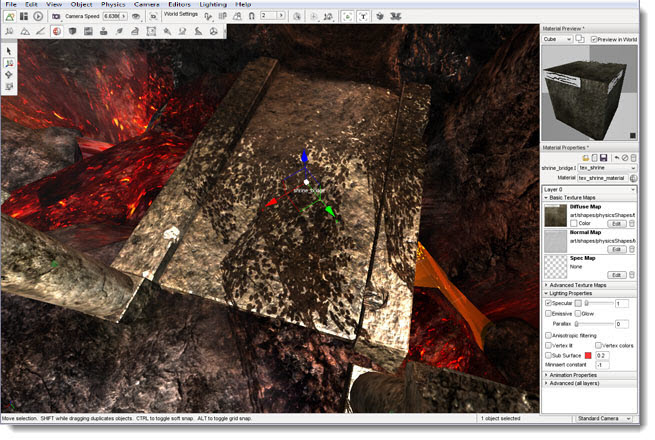 File Edit View Object Physics Camera Editors Lighting Help
Camera Speed World Settings 2
Material Preview
Cube Preview in World
shrine_bridge
Material Properties
shrine_bridge.l tex_shrine
Material tex_shrine_material
Layer 0
Basic Texture Maps
Diffuse Map
art/shapes/physicsShapes/t
Color Edit
Normal Map
art/shapes/physicsShapes/t
Edit
Spec Map
None
Edit
Advanced Texture Maps
Lighting Properties
Specular 1
Emissive Glow
Parallax 0
Anisotropic filtering
Vertex lit Vertex colors
Sub Surface 0.2
Minnaert constant -1
Animation Properties
Advanced (all layers)
Move selection. SHIFT while dragging duplicates objects. CTRL to toggle soft snap. ALT to toggle grid snap. 1 object selected Standard Camera